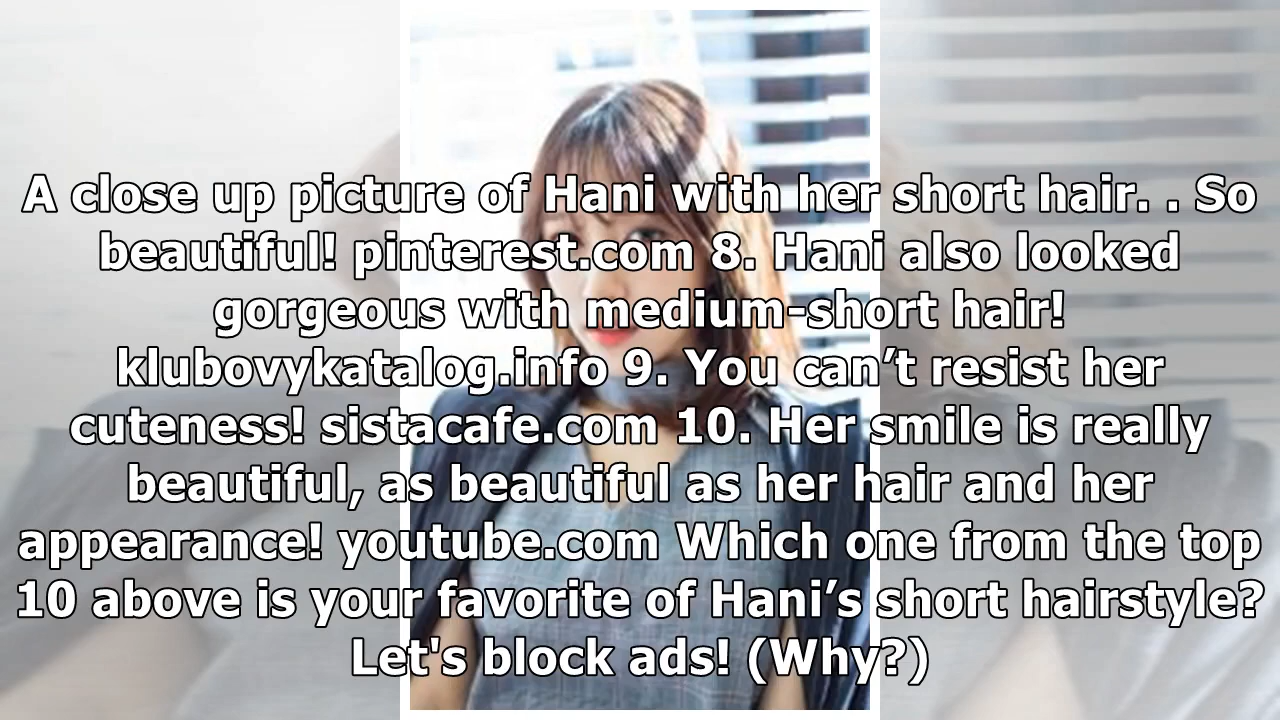 A close up picture of Hani with her short hair. . So
beautiful! pinterest.com 8. Hani also looked
gorgeous with medium-short hair!
klubovykatalog.info 9. You can’t resist her
cuteness! sistacafe.com 10. Her smile is really
beautiful, as beautiful as her hair and her
appearance! youtube.com Which one from the top
10 above is your favorite of Hani’s short hairstyle?
Let's block ads! (Why?)